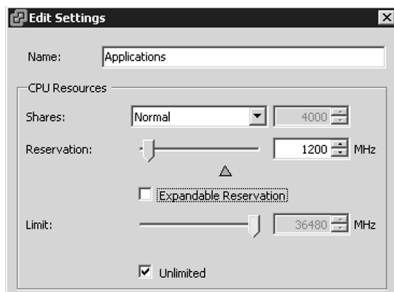 Edit Settings
Name: Applications
CPU Resources
Shares: Normal 4000
Reservation: 1200 MHz
Expandable Reservation
Limit: 36480 MHz
Unlimited